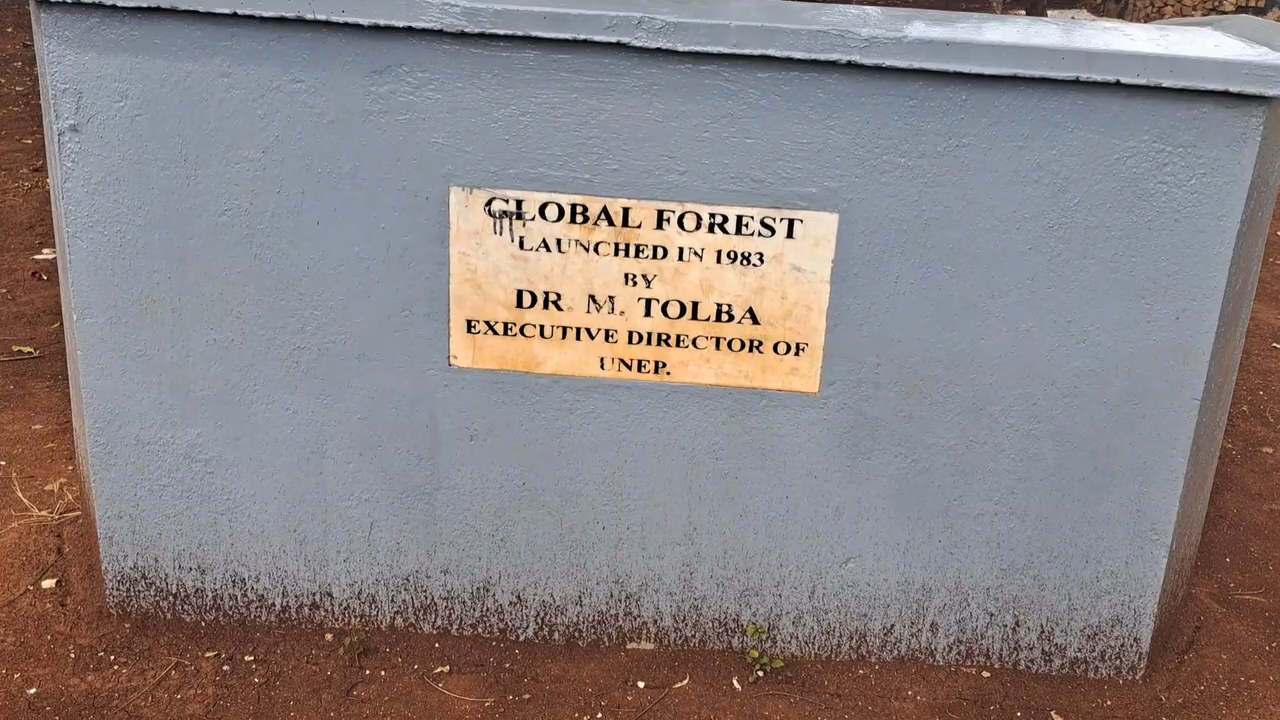 GLOBAL FOREST
LAUNCHED IN 1983
BY
DR. M. TOLBA
EXECUTIVE DIRECTOR OF
UNEP.